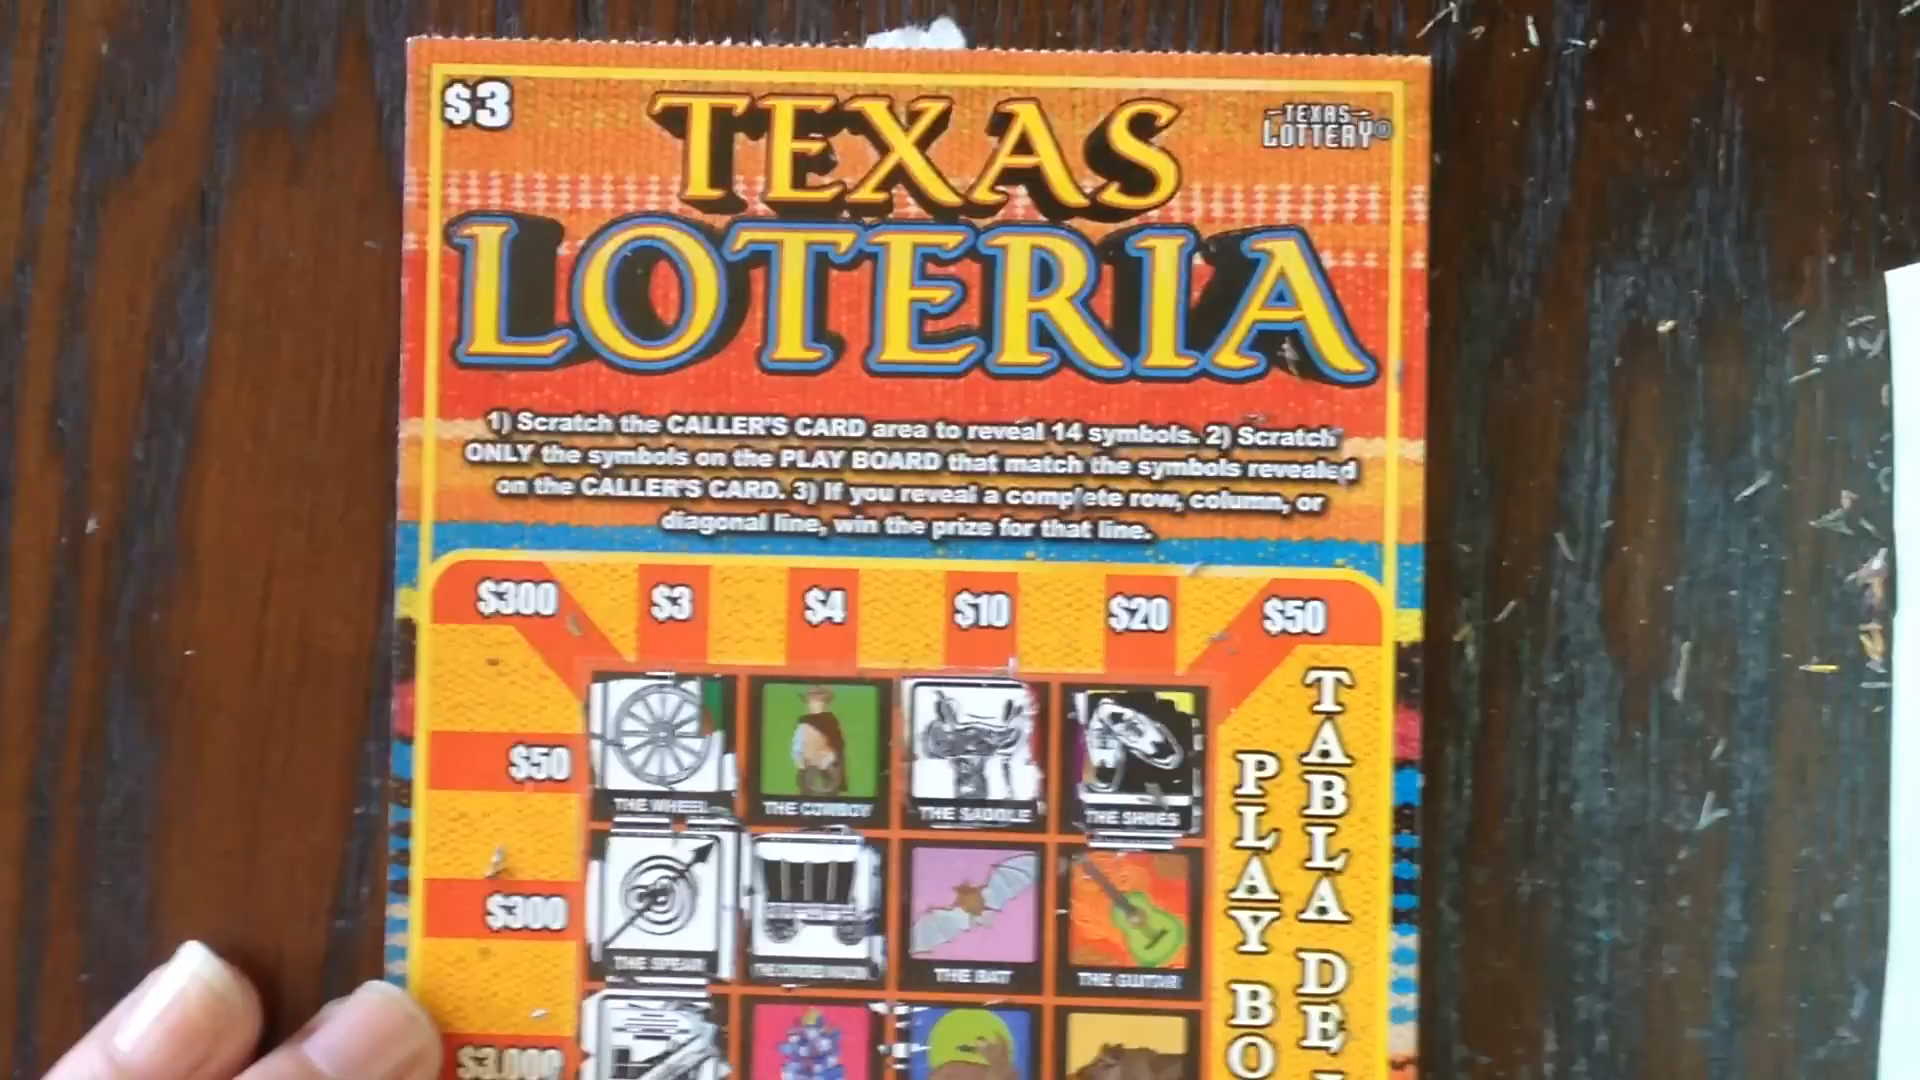 $3
TEXAS
LOTTERY®
TEXAS
LOTERIA
1) Scratch the CALLER'S CARD area to reveal 14 symbols. 2) Scratch
ONLY the symbols on the PLAY BOARD that match the symbols revealed
on the CALLER'S CARD. 3) If you reveal a complete row, column, or
diagonal line, win the prize for that line.
$300 $3 $4 $10 $20 $50
$50
THE WHEEL THE COWBOY THE SADDLE THE SHOES
$300
THE SPEAR
THE BAT THE GUITAR
$3,000
TABLA DE
PLAY BO